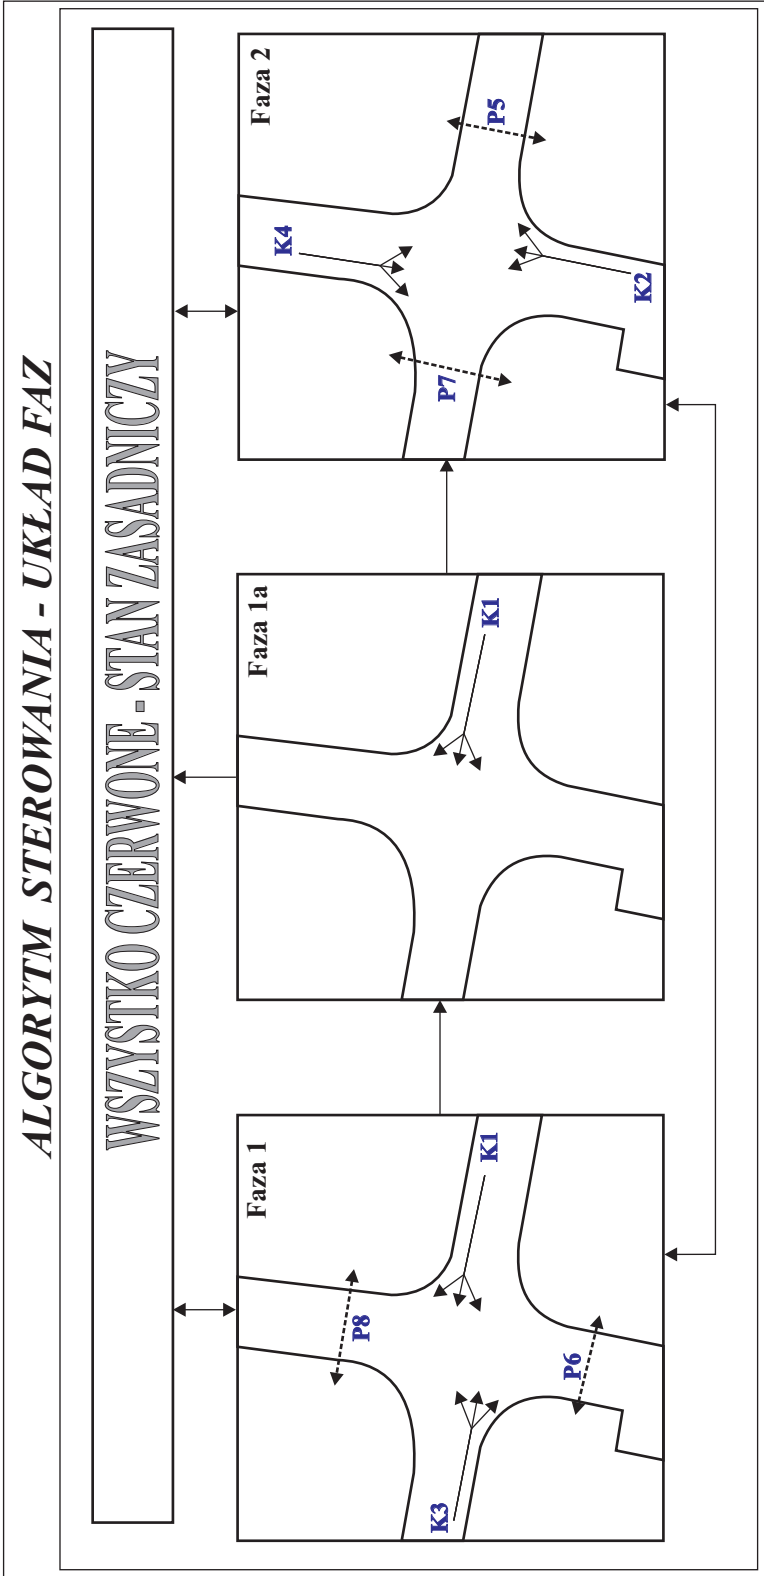 ALGORYTM STEROWANIA - UKŁAD FAZ
WSZYSTKO CZERWONE - STAN ZASADNICZY
Faza 1
P8
K1
K3
P6
Faza 1a
K1
Faza 2
K4
P5
P7
K2